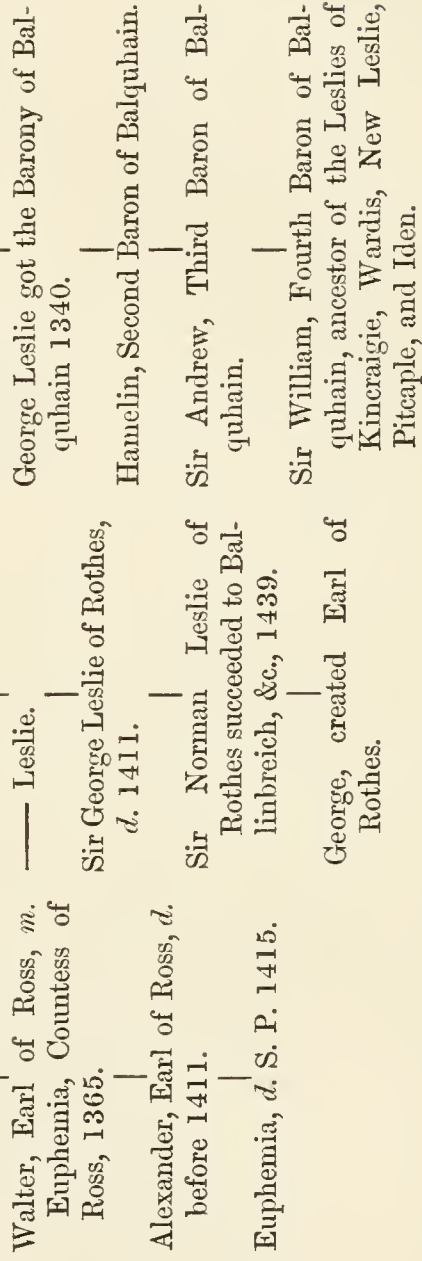 Walter, Earl of Ross, m.
Euphemia, Countess of
Ross, 1365.
Alexander, Earl of Ross, d.
before 1411.
Euphemia, d. S. P. 1415.
—— Leslie.
Sir George Leslie of Rothes,
d. 1411.
Sir Norman Leslie of
Rothes succeeded to Bal-
linbreich, &c., 1439.
George, created Earl of
Rothes.
George Leslie got the Barony of Bal-
quhain 1340.
Hamelin, Second Baron of Balquhain.
Sir Andrew, Third Baron of Bal-
quhain.
Sir William, Fourth Baron of Bal-
quhain, ancestor of the Leslies of
Kincraigie, Wardis, New Leslie,
Pitcaple, and Iden.